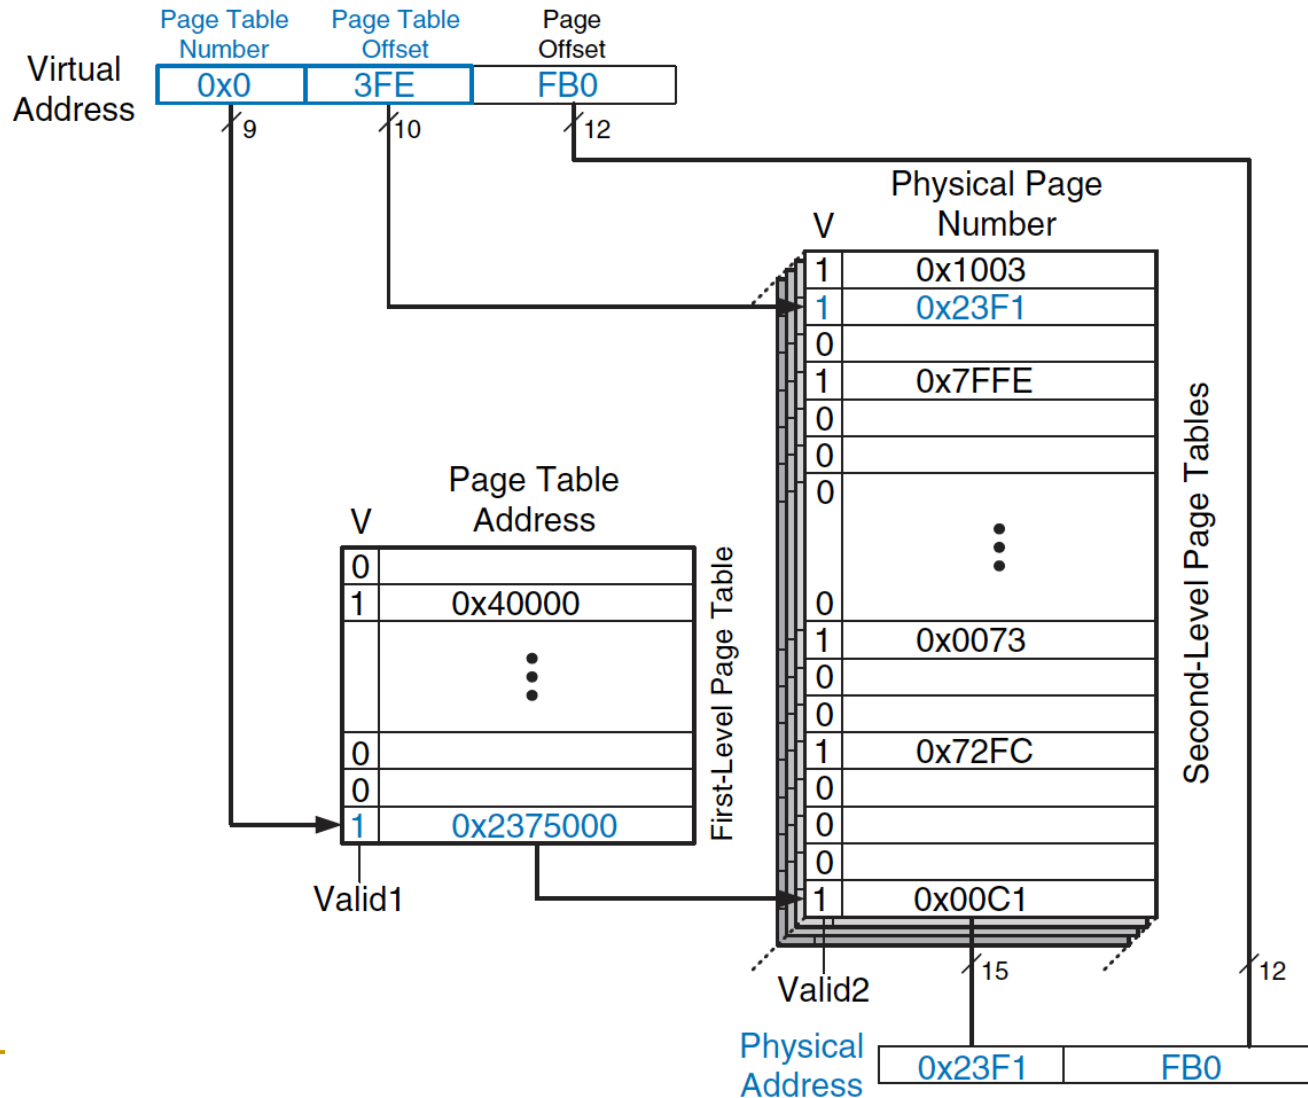 Page Table Number
Page Table Offset
Page Offset
Virtual Address
0x0
3FE
FB0
9
10
12
Physical Page Number
V
1 0x1003
1 0x23F1
0
1 0x7FFE
0
0
0
0
1 0x0073
0
0
1 0x72FC
0
0
0
1 0x00C1
Second-Level Page Tables
Page Table Address
V
0
1 0x40000
0
0
1 0x2375000
First-Level Page Table
Valid1
Valid2
15
12
Physical Address
0x23F1
FB0